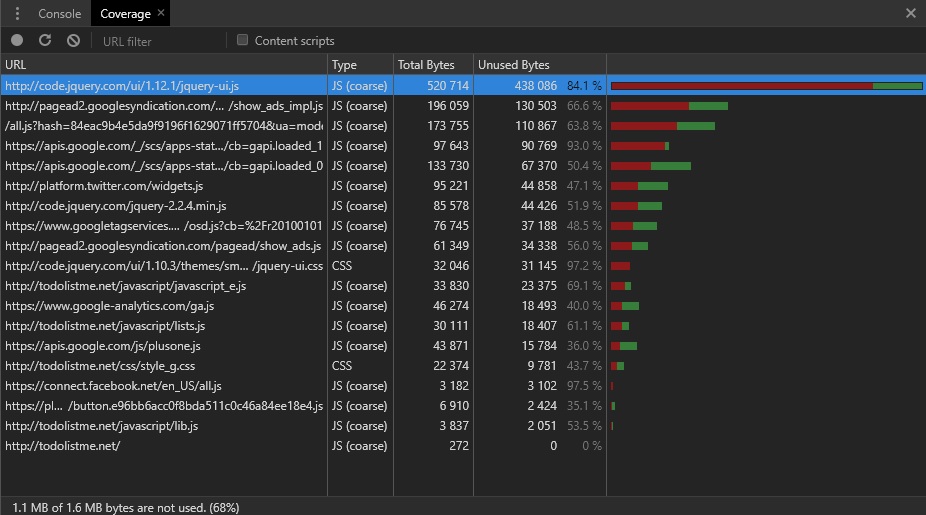 Console Coverage ×
URL filter Content scripts
URL Type Total Bytes Unused Bytes
http://code.jquery.com/ui/1.12.1/jquery-ui.js JS (coarse) 520 714 438 086 84.1 %
http://pagead2.googlesyndication.com/... /show_ads_impl.js JS (coarse) 196 059 130 503 66.6 %
/all.js?hash=84eac9b4e5da9f9196f1629071ff5704&ua=mode JS (coarse) 173 755 110 867 63.8 %
https://apis.google.com/_/scs/apps-stat.../cb=gapi.loaded_1 JS (coarse) 97 643 90 769 93.0 %
https://apis.google.com/_/scs/apps-stat.../cb=gapi.loaded_0 JS (coarse) 133 730 67 370 50.4 %
http://platform.twitter.com/widgets.js JS (coarse) 95 221 44 858 47.1 %
http://code.jquery.com/jquery-2.2.4.min.js JS (coarse) 85 578 44 426 51.9 %
https://www.googletagservices.... /osd.js?cb=%2Fr20100101 JS (coarse) 76 745 37 188 48.5 %
http://pagead2.googlesyndication.com/pagead/show_ads.js JS (coarse) 61 349 34 338 56.0 %
http://code.jquery.com/ui/1.10.3/themes/sm... /jquery-ui.css CSS 32 046 31 145 97.2 %
http://todolistme.net/javascript/javascript_e.js JS (coarse) 33 830 23 375 69.1 %
https://www.google-analytics.com/ga.js JS (coarse) 46 274 18 493 40.0 %
http://todolistme.net/javascript/lists.js JS (coarse) 30 111 18 407 61.1 %
https://apis.google.com/js/plusone.js JS (coarse) 43 871 15 784 36.0 %
http://todolistme.net/css/style_g.css CSS 22 374 9 781 43.7 %
https://connect.facebook.net/en_US/all.js JS (coarse) 3 182 3 102 97.5 %
https://pl... /button.e96bb6acc0f8bda511c0c46a84ee18e4.js JS (coarse) 6 910 2 424 35.1 %
http://todolistme.net/javascript/lib.js JS (coarse) 3 837 2 051 53.5 %
http://todolistme.net/ JS (coarse) 272 0 0 %
1.1 MB of 1.6 MB bytes are not used. (68%)